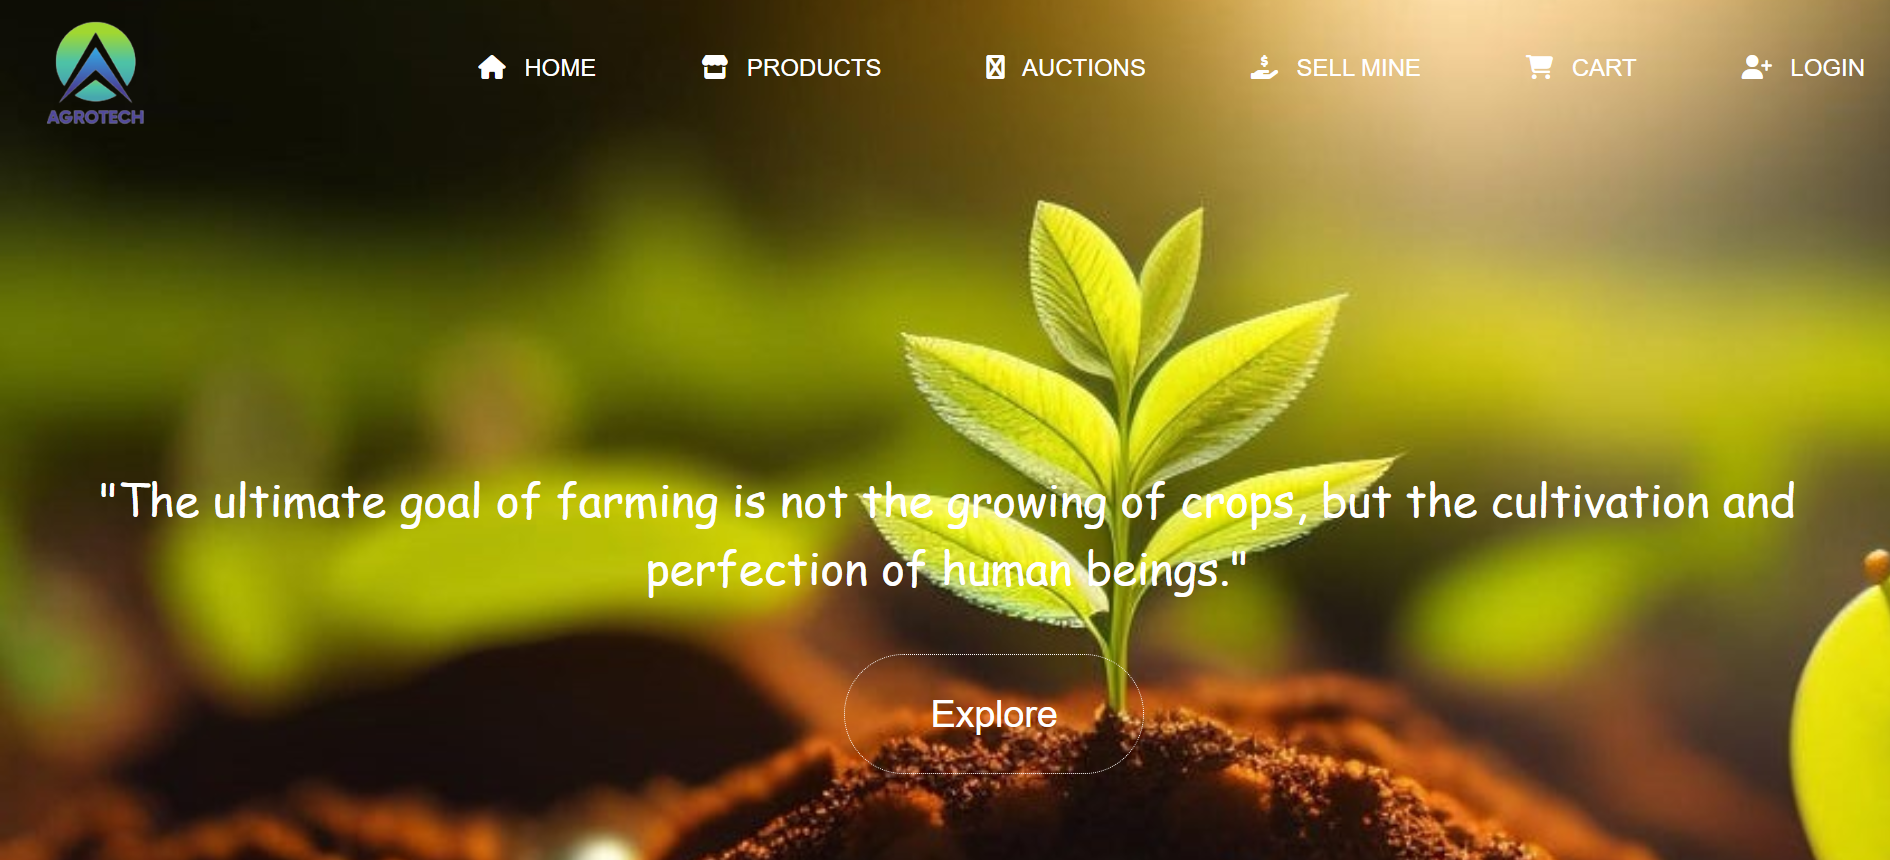 AGROTECH
HOME PRODUCTS AUCTIONS SELL MINE CART LOGIN
"The ultimate goal of farming is not the growing of crops, but the cultivation and
perfection of human beings."
Explore